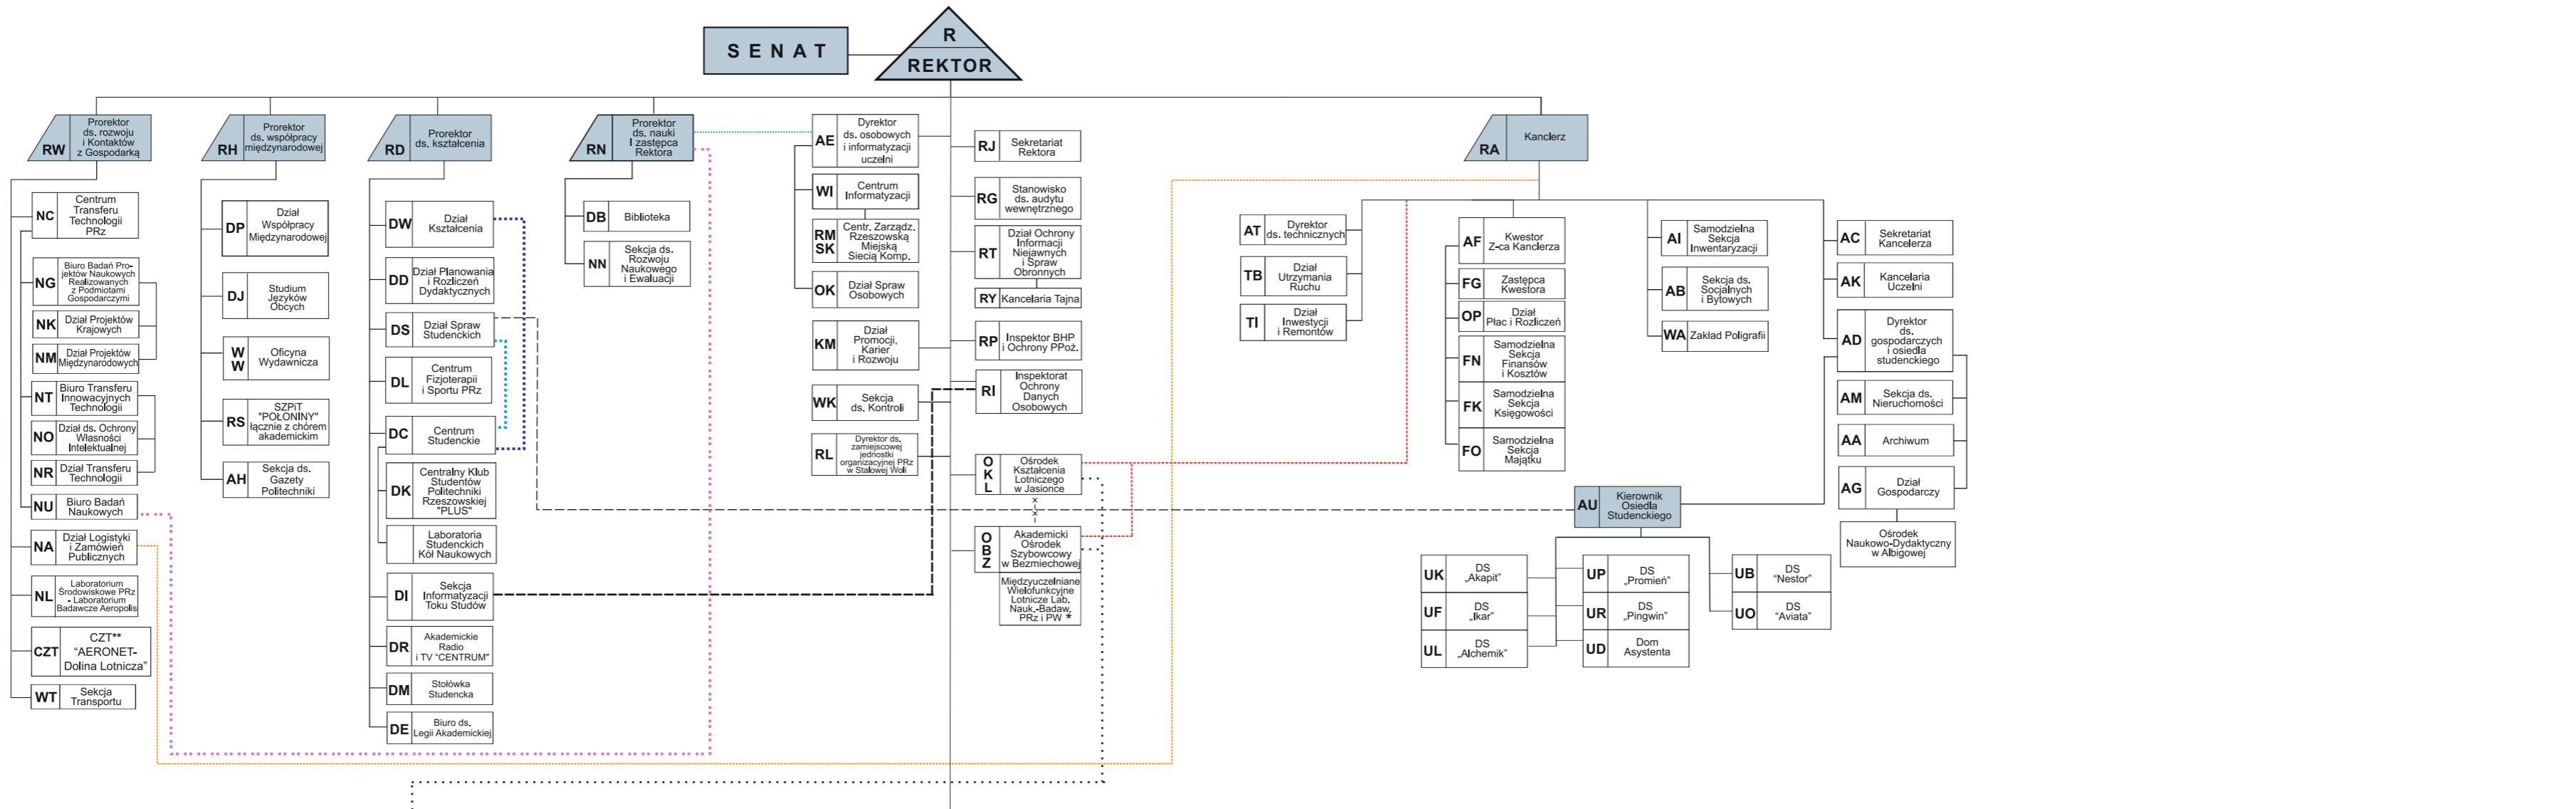 S E N A T
R
REKTOR
RW
Prorektor
ds. rozwoju
i Kontaktów
z Gospodarką
RH
Prorektor
ds. współpracy
międzynarodowej
RD
Prorektor
ds. kształcenia
RN
Prorektor
ds. nauki
I zastępca
Rektora
RA
Kanclerz
NC
Centrum
Transferu
Technologii
PRz
NG
Biuro Badań Pro-
jektów Naukowych
Realizowanych
z Podmiotami
Gospodarczymi
NK
Dział Projektów
Krajowych
NM
Dział Projektów
Międzynarodowych
NT
Biuro Transferu
Innowacyjnych
Technologii
NO
Dział ds. Ochrony
Własności
Intelektualnej
NR
Dział Transferu
Technologii
NU
Biuro Badań
Naukowych
NA
Dział Logistyki
i Zamówień
Publicznych
NL
Laboratorium
Środowiskowe PRz
- Laboratorium
Badawcze Aeropolis
CZT
CZT**
"AERONET-
Dolina Lotnicza"
WT
Sekcja
Transportu
DP
Dział
Współpracy
Międzynarodowej
DJ
Studium
Języków
Obcych
W
W
Oficyna
Wydawnicza
RS
SZPiT
"POŁONINY"
łącznie z chórem
akademickim
AH
Sekcja ds.
Gazety
Politechniki
DW
Dział
Kształcenia
DD
Dział Planowania
i Rozliczeń
Dydaktycznych
DS
Dział Spraw
Studenckich
DL
Centrum
Fizjoterapii
i Sportu PRz
DC
Centrum
Studenckie
DK
Centralny Klub
Studentów
Politechniki
Rzeszowskiej
"PLUS"
Laboratoria
Studenckich
Kół Naukowych
DI
Sekcja
Informatyzacji
Toku Studów
DR
Akademickie
Radio
i TV "CENTRUM"
DM
Stołówka
Studencka
DE
Biuro ds.
Legii Akademickiej
DB
Biblioteka
NN
Sekcja ds.
Rozwoju
Naukowego
i Ewaluacji
AE
Dyrektor
ds. osobowych
i informatyzacji
uczelni
WI
Centrum
Informatyzacji
RM
SK
Centr. Zarządz.
Rzeszowską
Miejską
Siecią Komp.
OK
Dział Spraw
Osobowych
KM
Dział
Promocji,
Karier
i Rozwoju
WK
Sekcja
ds. Kontroli
RL
Dyrektor ds.
zamiejscowej
jednostki
organizacyjnej PRz
w Stalowej Woli
RJ
Sekretariat
Rektora
RG
Stanowisko
ds. audytu
wewnętrznego
RT
Dział Ochrony
Informacji
Niejawnych
i Spraw
Obronnych
RY
Kancelaria Tajna
RP
Inspektor BHP
i Ochrony PPoż.
RI
Inspektorat
Ochrony
Danych
Osobowych
O
K
L
Ośrodek
Kształcenia
Lotniczego
w Jasionce
O
B
Z
Akademicki
Ośrodek
Szybowcowy
w Bezmiechowej
Międzyuczelniane
Wielofunkcyjne
Lotnicze Lab.
Nauk.-Badaw.
PRz i PW *
AT
Dyrektor
ds. technicznych
TB
Dział
Utrzymania
Ruchu
TI
Dział
Inwestycji
i Remontów
AF
Kwestor
Z-ca Kanclerza
FG
Zastępca
Kwestora
OP
Dział
Płac i Rozliczeń
FN
Samodzielna
Sekcja
Finansów
i Kosztów
FK
Samodzielna
Sekcja
Księgowości
FO
Samodzielna
Sekcja
Majątku
AI
Samodzielna
Sekcja
Inwentaryzacji
AB
Sekcja ds.
Socjalnych
i Bytowych
WA
Zakład Poligrafii
AC
Sekretariat
Kancelerza
AK
Kancelaria
Uczelni
AD
Dyrektor
ds.
gospodarczych
i osiedla
studenckiego
AM
Sekcja ds.
Nieruchomości
AA
Archiwum
AG
Dział
Gospodarczy
Ośrodek
Naukowo-Dydaktyczny
w Albigowej
AU
Kierownik
Osiedla
Studenckiego
UK
DS
„Akapit”
UF
DS
„Ikar”
UL
DS
„Alchemik”
UP
DS
„Promień”
UR
DS
„Pingwin”
UD
Dom
Asystenta
UB
DS
"Nestor"
UO
DS
"Aviata"